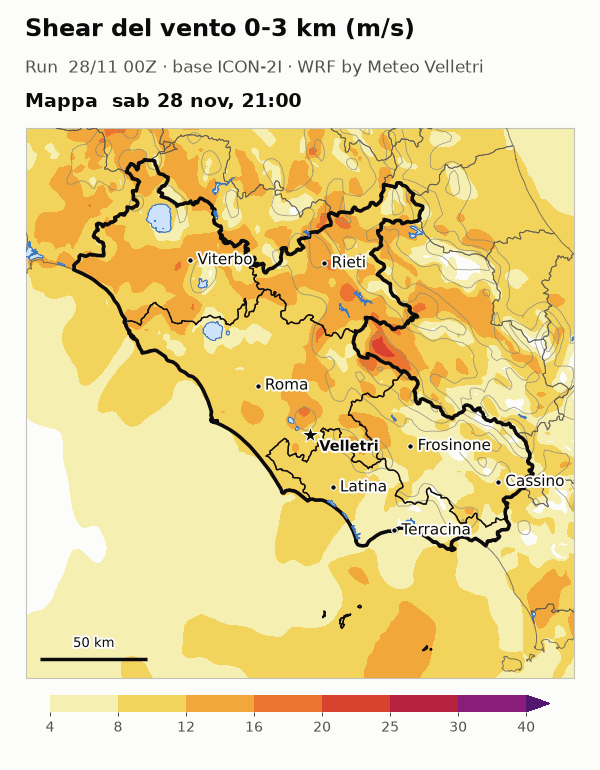 Shear del vento 0-3 km (m/s)
Run  28/11 00Z · base ICON-2I · WRF by Meteo Velletri
Mappa  sab 28 nov, 21:00
Viterbo
Rieti
Roma
Velletri
Frosinone
Latina
Cassino
Terracina
50 km
4 8 12 16 20 25 30 40